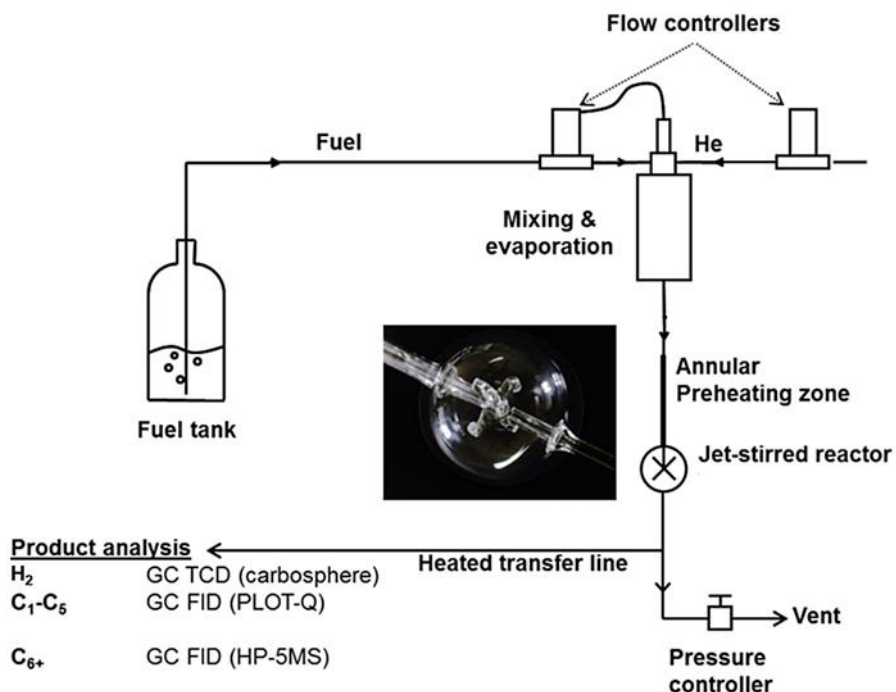 Flow controllers
Fuel
He
Mixing &
evaporation
Annular
Preheating zone
Fuel tank
Jet-stirred reactor
Product analysis
Heated transfer line
H₂ GC TCD (carbosphere)
C₁-C₅ GC FID (PLOT-Q)
Vent
C₆₊ GC FID (HP-5MS)
Pressure
controller